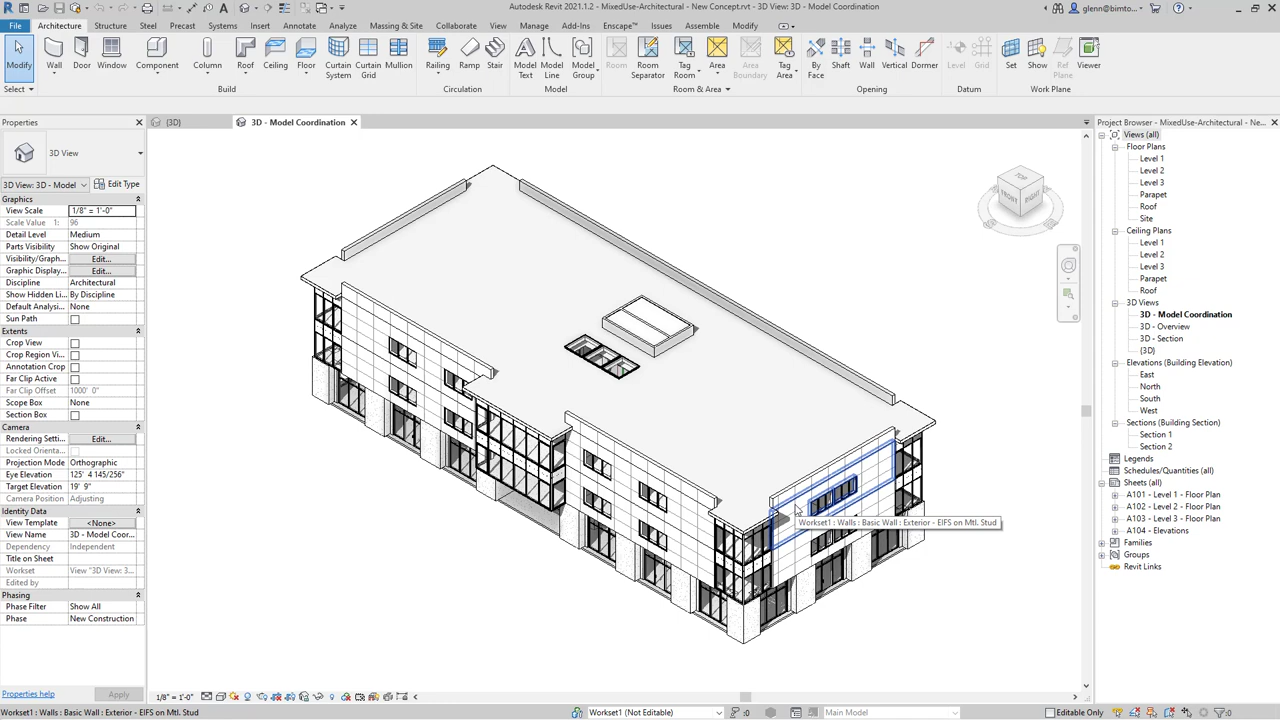 Autodesk Revit 2021.1.2 - MixedUse-Architectural - New Concept.rvt - 3D View: 3D - Model Coordination
glenn@bimto...
File Architecture Structure Steel Precast Systems Insert Annotate Analyze Massing & Site Collaborate View Manage Add-Ins Enscape™ Issues Assemble Modify
Modify
Wall
Door
Window
Component
Column
Roof
Ceiling
Floor
Curtain System
Curtain Grid
Mullion
Railing
Ramp
Stair
Model Text
Model Line
Model Group
Room
Room Separator
Tag Room
Area
Area Boundary
Tag Area
By Face
Shaft
Wall
Vertical
Dormer
Level
Grid
Set
Show
Ref Plane
Viewer
Select
Build
Circulation
Model
Room & Area
Opening
Datum
Work Plane
Properties
3D View
3D View: 3D - Model
Edit Type
Graphics
View Scale 1/8" = 1'-0"
Scale Value 1: 96
Detail Level Medium
Parts Visibility Show Original
Visibility/Graph... Edit...
Graphic Display... Edit...
Discipline Architectural
Show Hidden Li... By Discipline
Default Analysi... None
Sun Path
Extents
Crop View
Crop Region Vi...
Annotation Crop
Far Clip Active
Far Clip Offset 1000' 0"
Scope Box None
Section Box
Camera
Rendering Setti... Edit...
Locked Orienta...
Projection Mode Orthographic
Eye Elevation 125' 4 145/256"
Target Elevation 19' 9"
Camera Position Adjusting
Identity Data
View Template <None>
View Name 3D - Model Coor...
Dependency Independent
Title on Sheet
Workset View "3D View: 3...
Edited by
Phasing
Phase Filter Show All
Phase New Construction
Properties help
Apply
{3D}
3D - Model Coordination
TOP
FRONT
RIGHT
Workset1 : Walls : Basic Wall : Exterior - EIFS on Mtl. Stud
Project Browser - MixedUse-Architectural - Ne...
Views (all)
Floor Plans
Level 1
Level 2
Level 3
Parapet
Roof
Site
Ceiling Plans
Level 1
Level 2
Level 3
Parapet
Roof
3D Views
3D - Model Coordination
3D - Overview
3D - Section
{3D}
Elevations (Building Elevation)
East
North
South
West
Sections (Building Section)
Section 1
Section 2
Legends
Schedules/Quantities (all)
Sheets (all)
A101 - Level 1 - Floor Plan
A102 - Level 2 - Floor Plan
A103 - Level 3 - Floor Plan
A104 - Elevations
Families
Groups
Revit Links
1/8" = 1'-0"
Workset1 : Walls : Basic Wall : Exterior - EIFS on Mtl. Stud
Workset1 (Not Editable)
:0
Main Model
Editable Only
:0